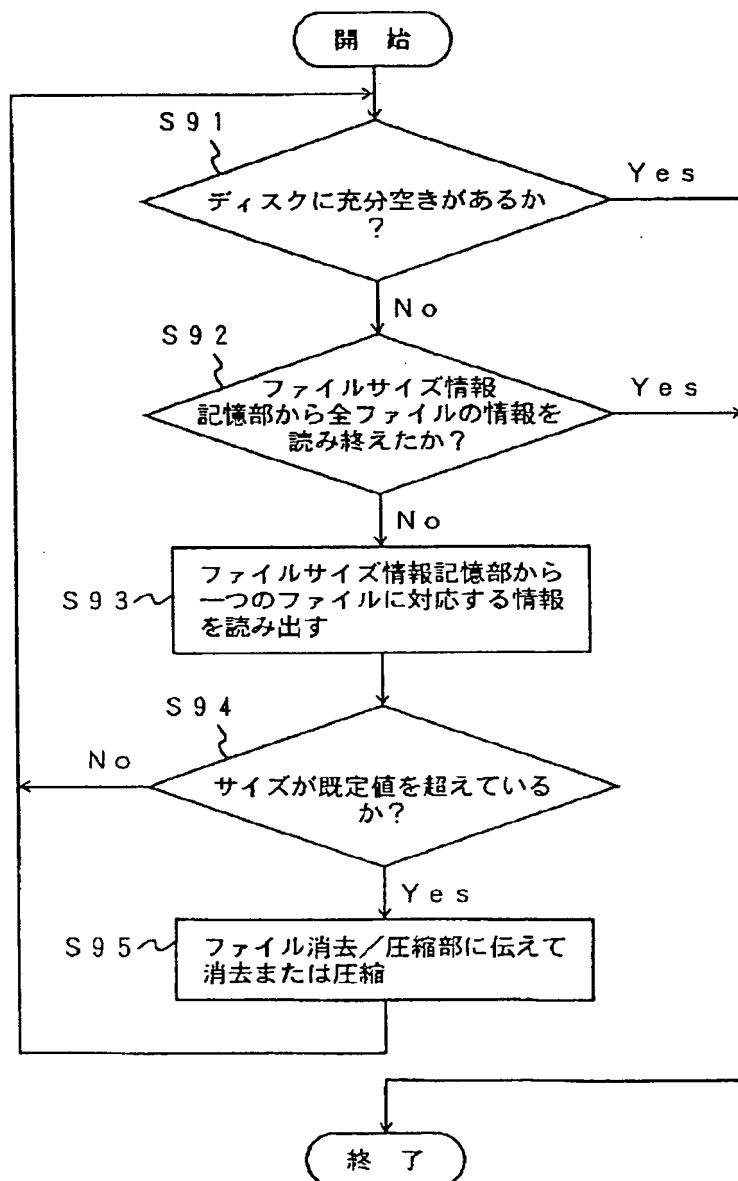 開 始
S91
ディスクに充分空きがあるか
?
Yes
No
S92
ファイルサイズ情報
記憶部から全ファイルの情報を
読み終えたか?
Yes
No
S93
ファイルサイズ情報記憶部から
一つのファイルに対応する情報
を読み出す
S94
No
サイズが既定値を超えている
か?
Yes
S95
ファイル消去/圧縮部に伝えて
消去または圧縮
終 了